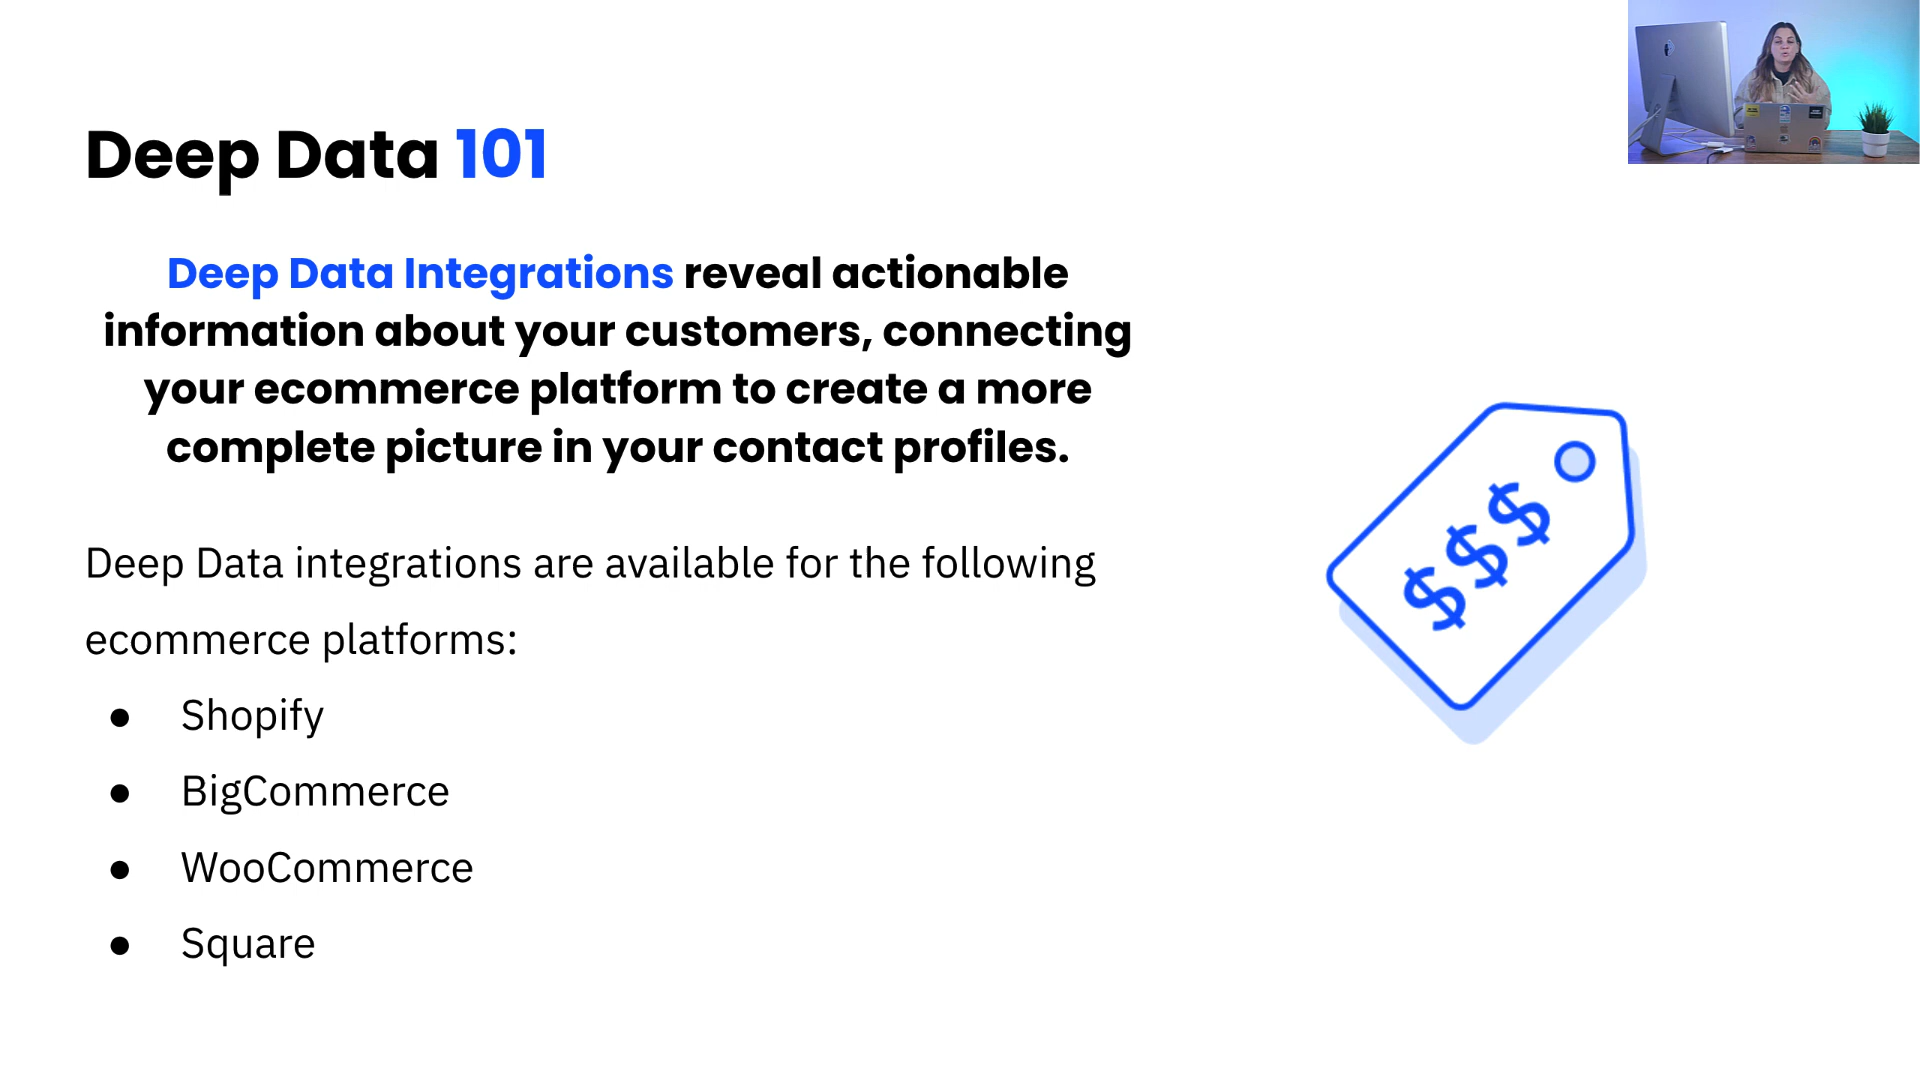 Deep Data 101
Deep Data Integrations reveal actionable
information about your customers, connecting
your ecommerce platform to create a more
complete picture in your contact profiles.
Deep Data integrations are available for the following
ecommerce platforms:
● Shopify
● BigCommerce
● WooCommerce
● Square
$$$